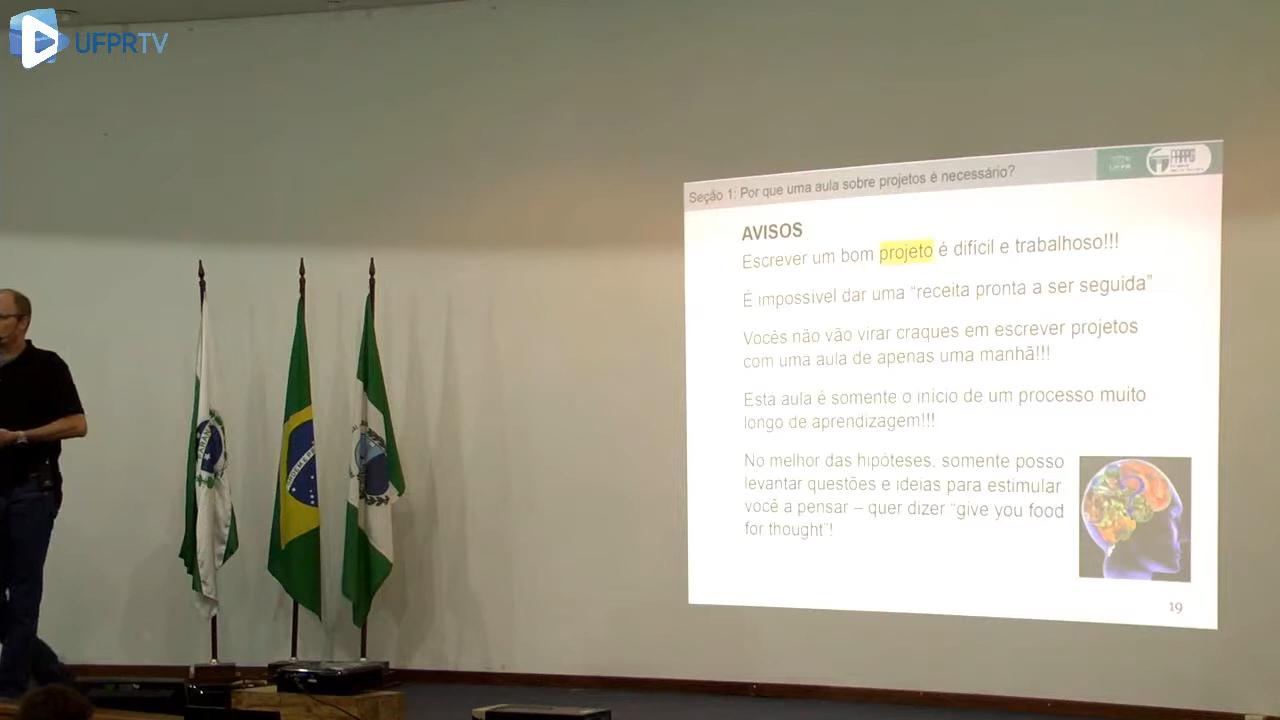 UFPRTV
Seção 1: Por que uma aula sobre projetos é necessário?
UFPR
PRPPG
AVISOS
Escrever um bom projeto é difícil e trabalhoso!!!
É impossível dar uma “receita pronta a ser seguida”
Vocês não vão virar craques em escrever projetos
com uma aula de apenas uma manhã!!!
Esta aula é somente o início de um processo muito
longo de aprendizagem!!!
No melhor das hipóteses, somente posso
levantar questões e ideias para estimular
você a pensar – quer dizer “give you food
for thought”!
19